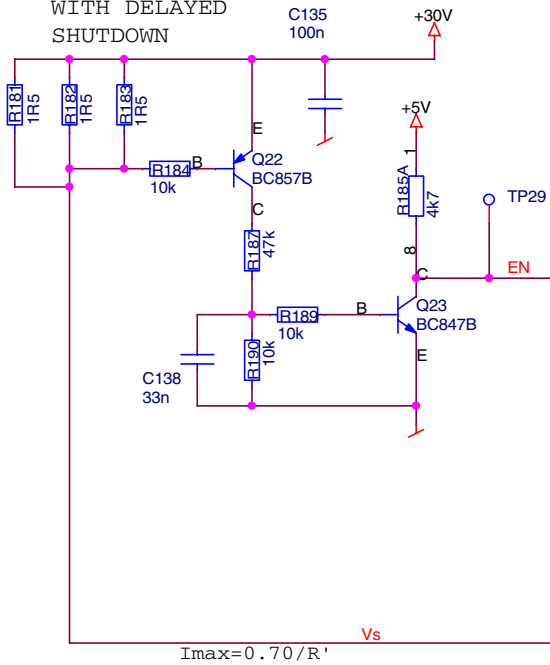 WITH DELAYED
SHUTDOWN
C135
100n
+30V
R181
1R5
R182
1R5
R183
1R5
+5V
E
B
Q22
BC857B
R184
10k
C
1
R185A
4k7
8
TP29
R187
47k
C
EN
R189
10k
B
Q23
BC847B
C138
33n
R190
10k
E
Vs
Imax=0.70/R'